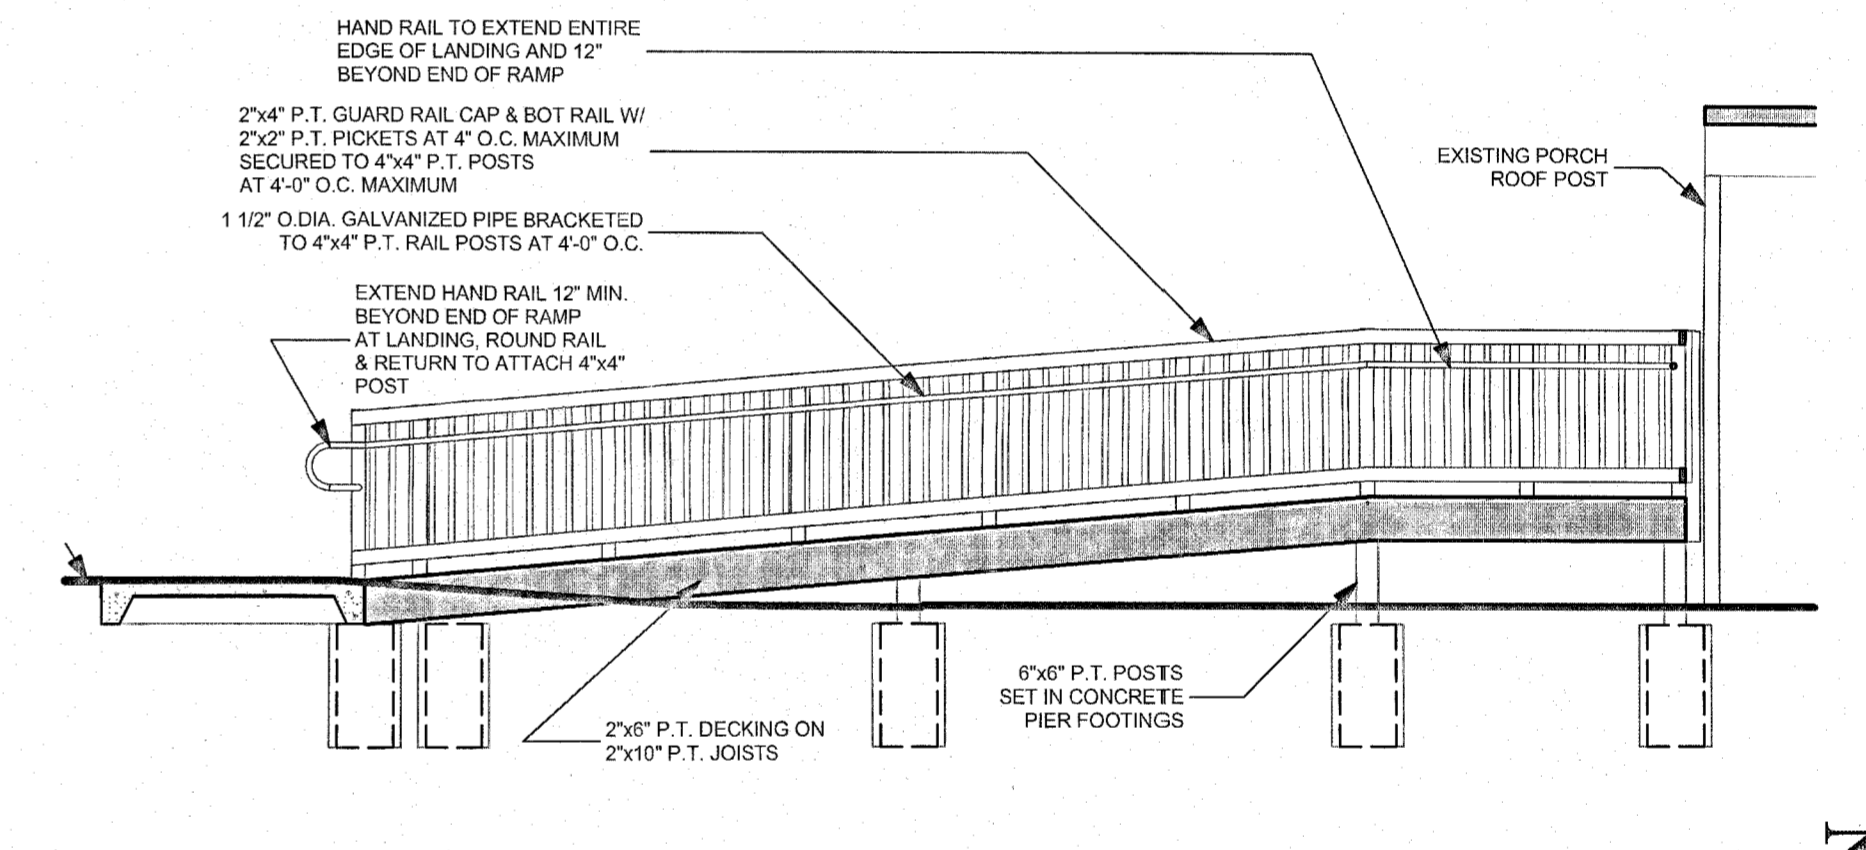 HAND RAIL TO EXTEND ENTIRE
EDGE OF LANDING AND 12"
BEYOND END OF RAMP
2"x4" P.T. GUARD RAIL CAP & BOT RAIL W/
2"x2" P.T. PICKETS AT 4" O.C. MAXIMUM
SECURED TO 4"x4" P.T. POSTS
AT 4'-0" O.C. MAXIMUM
EXISTING PORCH
ROOF POST
1 1/2" O.DIA. GALVANIZED PIPE BRACKETED
TO 4"x4" P.T. RAIL POSTS AT 4'-0" O.C.
EXTEND HAND RAIL 12" MIN.
BEYOND END OF RAMP
AT LANDING, ROUND RAIL
& RETURN TO ATTACH 4"x4"
POST
6"x6" P.T. POSTS
SET IN CONCRETE
PIER FOOTINGS
2"x6" P.T. DECKING ON
2"x10" P.T. JOISTS